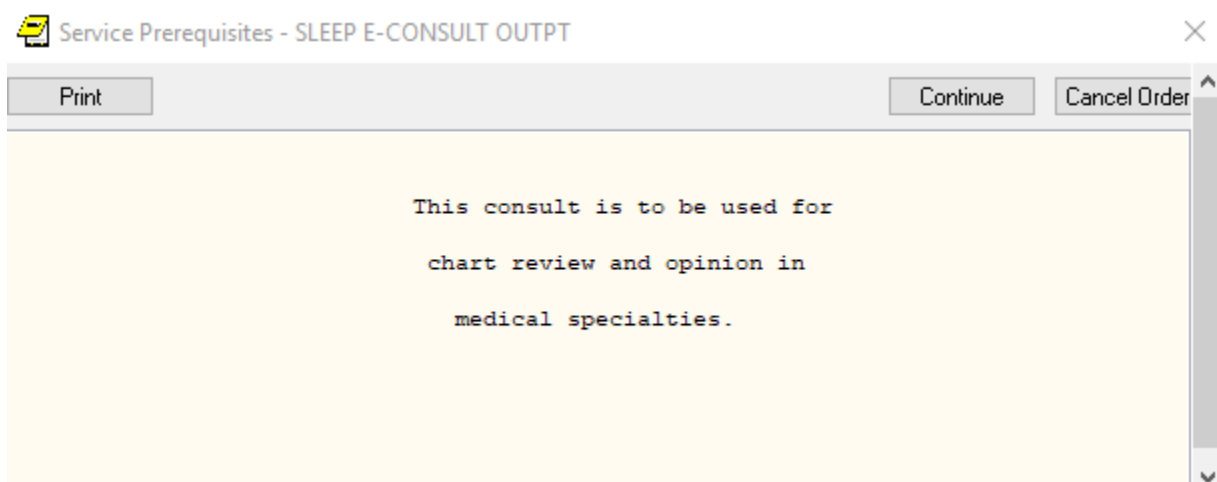 Service Prerequisites - SLEEP E-CONSULT OUTPT
Print
Continue
Cancel Order
This consult is to be used for
chart review and opinion in
medical specialties.